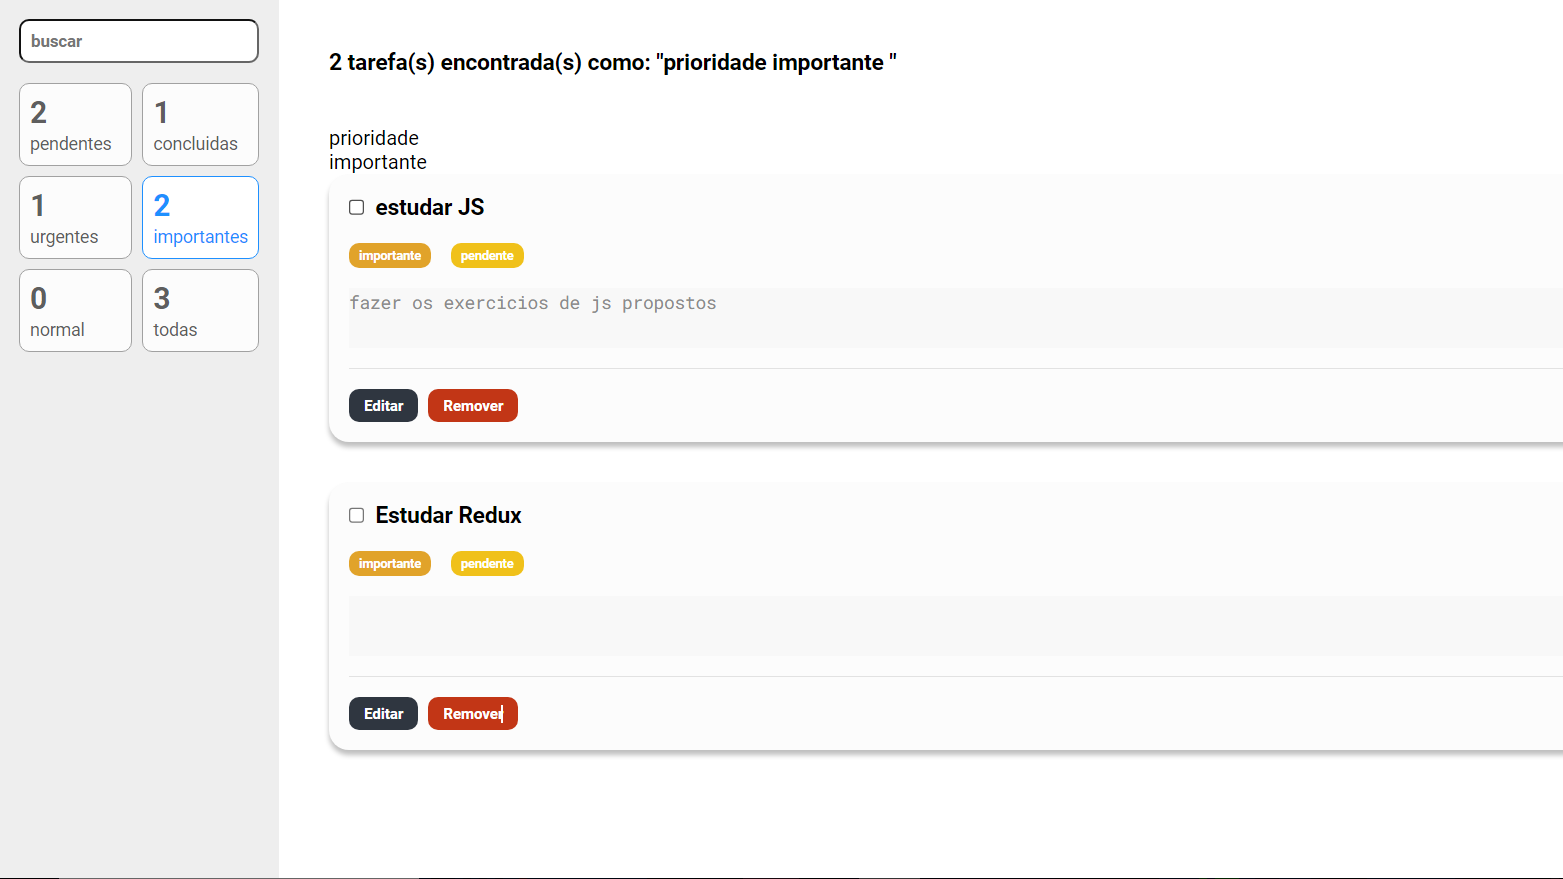 buscar
2
pendentes
1
concluidas
1
urgentes
2
importantes
0
normal
3
todas
2 tarefa(s) encontrada(s) como: "prioridade importante "
prioridade
importante
estudar JS
importante pendente
fazer os exercicios de js propostos
Editar Remover
Estudar Redux
importante pendente
Editar Remover